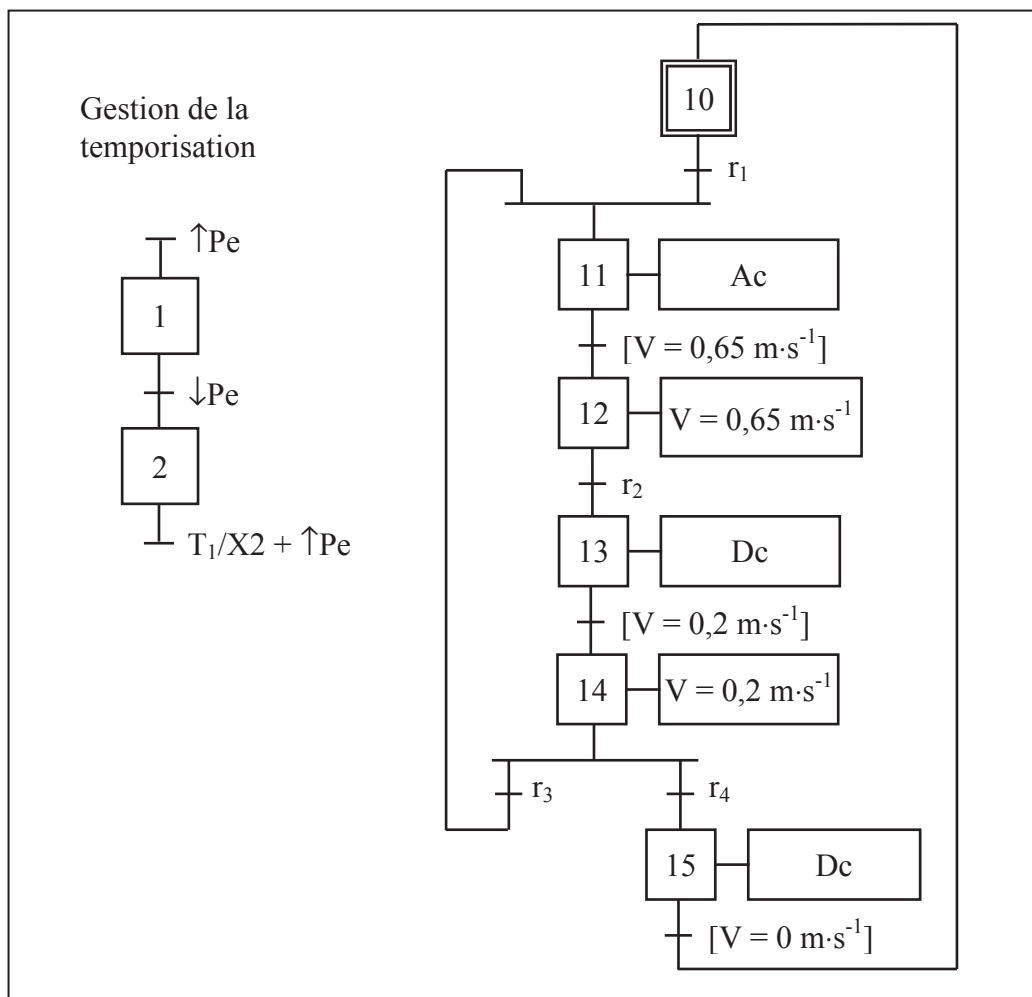 Gestion de la
temporisation
↑Pe
1
↓Pe
2
T₁/X2 + ↑Pe
10
r₁
11
Ac
[V = 0,65 m·s⁻¹]
12
V = 0,65 m·s⁻¹
r₂
13
Dc
[V = 0,2 m·s⁻¹]
14
V = 0,2 m·s⁻¹
r₃
r₄
15
Dc
[V = 0 m·s⁻¹]